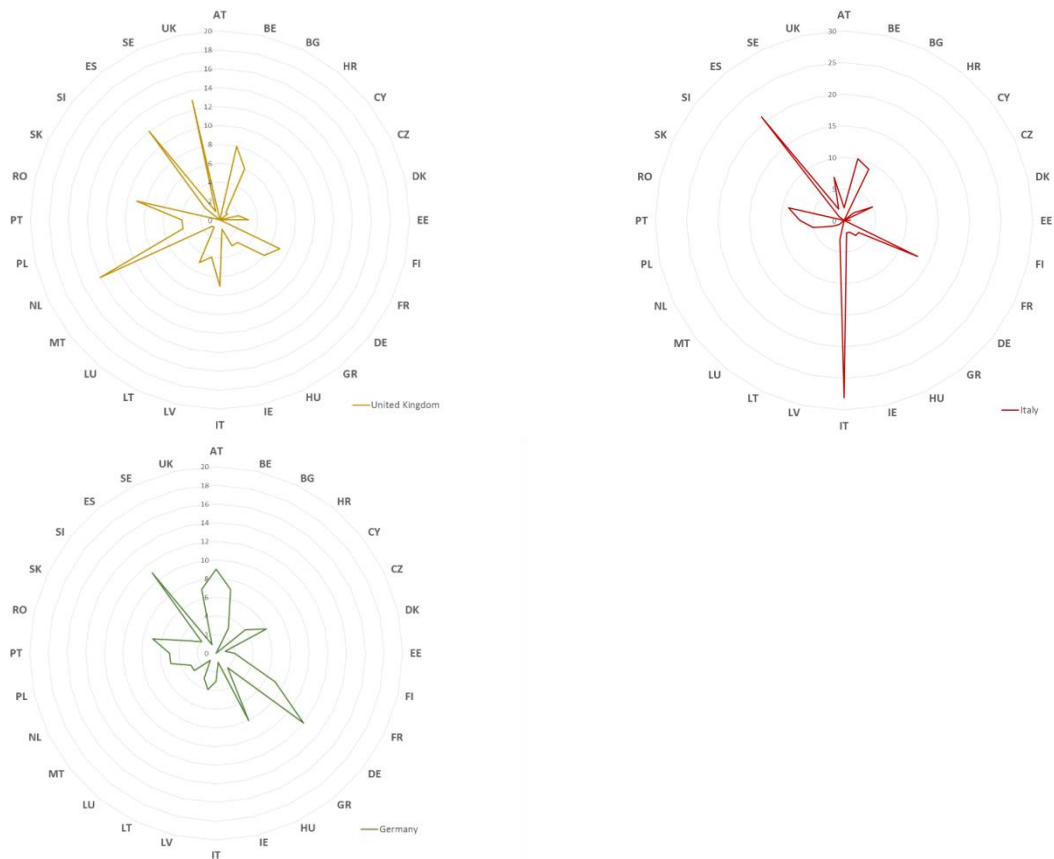 AT
BE
BG
HR
CY
CZ
DK
EE
FI
FR
DE
GR
HU
IE
IT
LV
LT
LU
MT
NL
PL
PT
RO
SK
SI
ES
SE
UK
20
18
16
14
12
10
8
6
4
2
0
United Kingdom
AT
BE
BG
HR
CY
CZ
DK
EE
FI
FR
DE
GR
HU
IE
IT
LV
LT
LU
MT
NL
PL
PT
RO
SK
SI
ES
SE
UK
30
25
20
15
10
5
0
Italy
AT
BE
BG
HR
CY
CZ
DK
EE
FI
FR
DE
GR
HU
IE
IT
LV
LT
LU
MT
NL
PL
PT
RO
SK
SI
ES
SE
UK
20
18
16
14
12
10
8
6
4
2
0
Germany